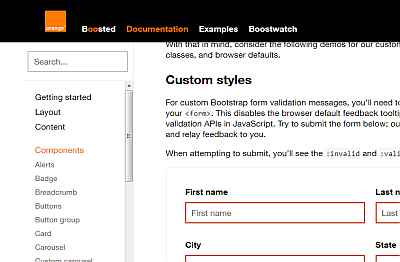 orange
Boosted Documentation Examples Boostwatch
With that in mind, consider the following demos for our custom
classes, and browser defaults.
Search...
Custom styles
Getting started
Layout
Content
For custom Bootstrap form validation messages, you'll need to
your <form>. This disables the browser default feedback tooltip
validation APIs in JavaScript. Try to submit the form below; our
and relay feedback to you.
When attempting to submit, you'll see the :invalid and :vali
Components
Alerts
Badge
Breadcrumb
Buttons
Button group
Card
Carousel
Custom carousel
First name
Last n
First name
Last
City
State